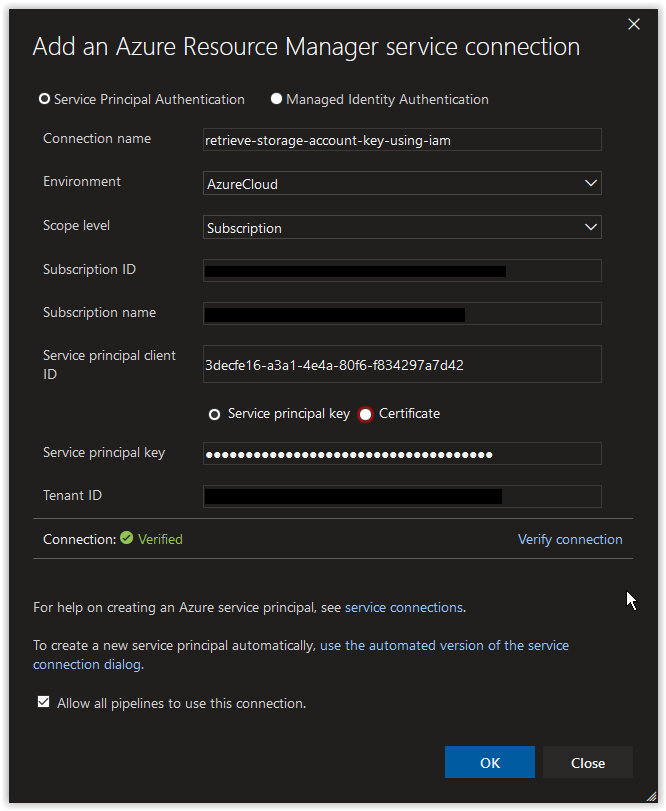 Add an Azure Resource Manager service connection
Service Principal Authentication Managed Identity Authentication
Connection name retrieve-storage-account-key-using-iam
Environment AzureCloud
Scope level Subscription
Subscription ID
Subscription name
Service principal client
ID
3decfe16-a3a1-4e4a-80f6-f834297a7d42
Service principal key Certificate
Service principal key ••••••••••••••••••••••••••••••••••••
Tenant ID
Connection: Verified Verify connection
For help on creating an Azure service principal, see service connections.
To create a new service principal automatically, use the automated version of the service
connection dialog.
Allow all pipelines to use this connection.
OK Close